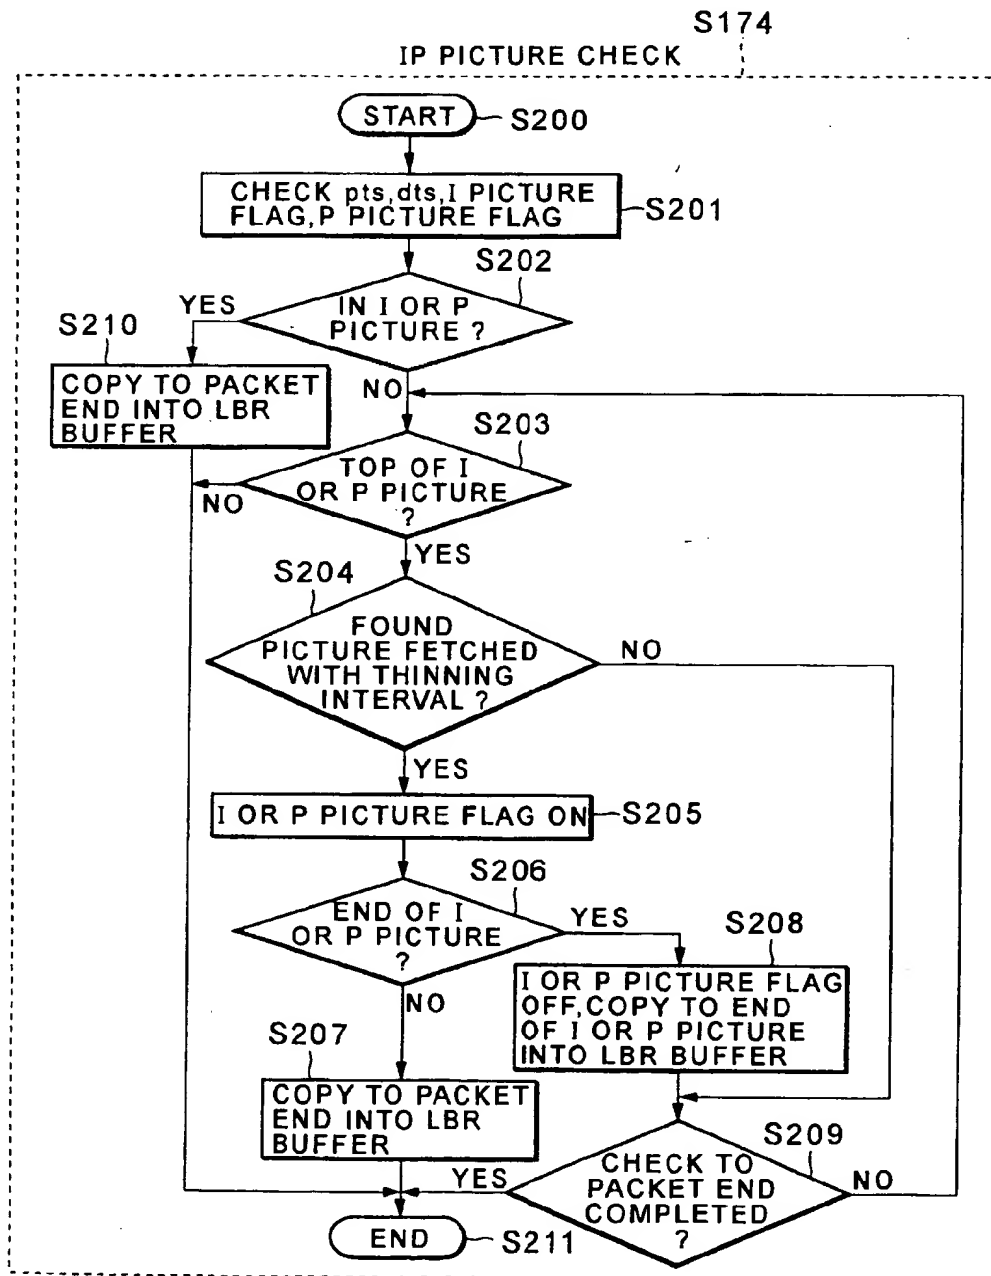 S174
IP PICTURE CHECK
START
S200
CHECK pts,dts,I PICTURE
FLAG,P PICTURE FLAG
S201
S202
IN I OR P
PICTURE ?
YES
S210
COPY TO PACKET
END INTO LBR
BUFFER
NO
S203
TOP OF I
OR P PICTURE
?
NO
YES
S204
FOUND
PICTURE FETCHED
WITH THINNING
INTERVAL ?
NO
YES
I OR P PICTURE FLAG ON
S205
S206
END OF I
OR P PICTURE
?
YES
S208
I OR P PICTURE FLAG
OFF,COPY TO END
OF I OR P PICTURE
INTO LBR BUFFER
NO
S207
COPY TO PACKET
END INTO LBR
BUFFER
S209
CHECK TO
PACKET END
COMPLETED
?
YES
NO
END
S211